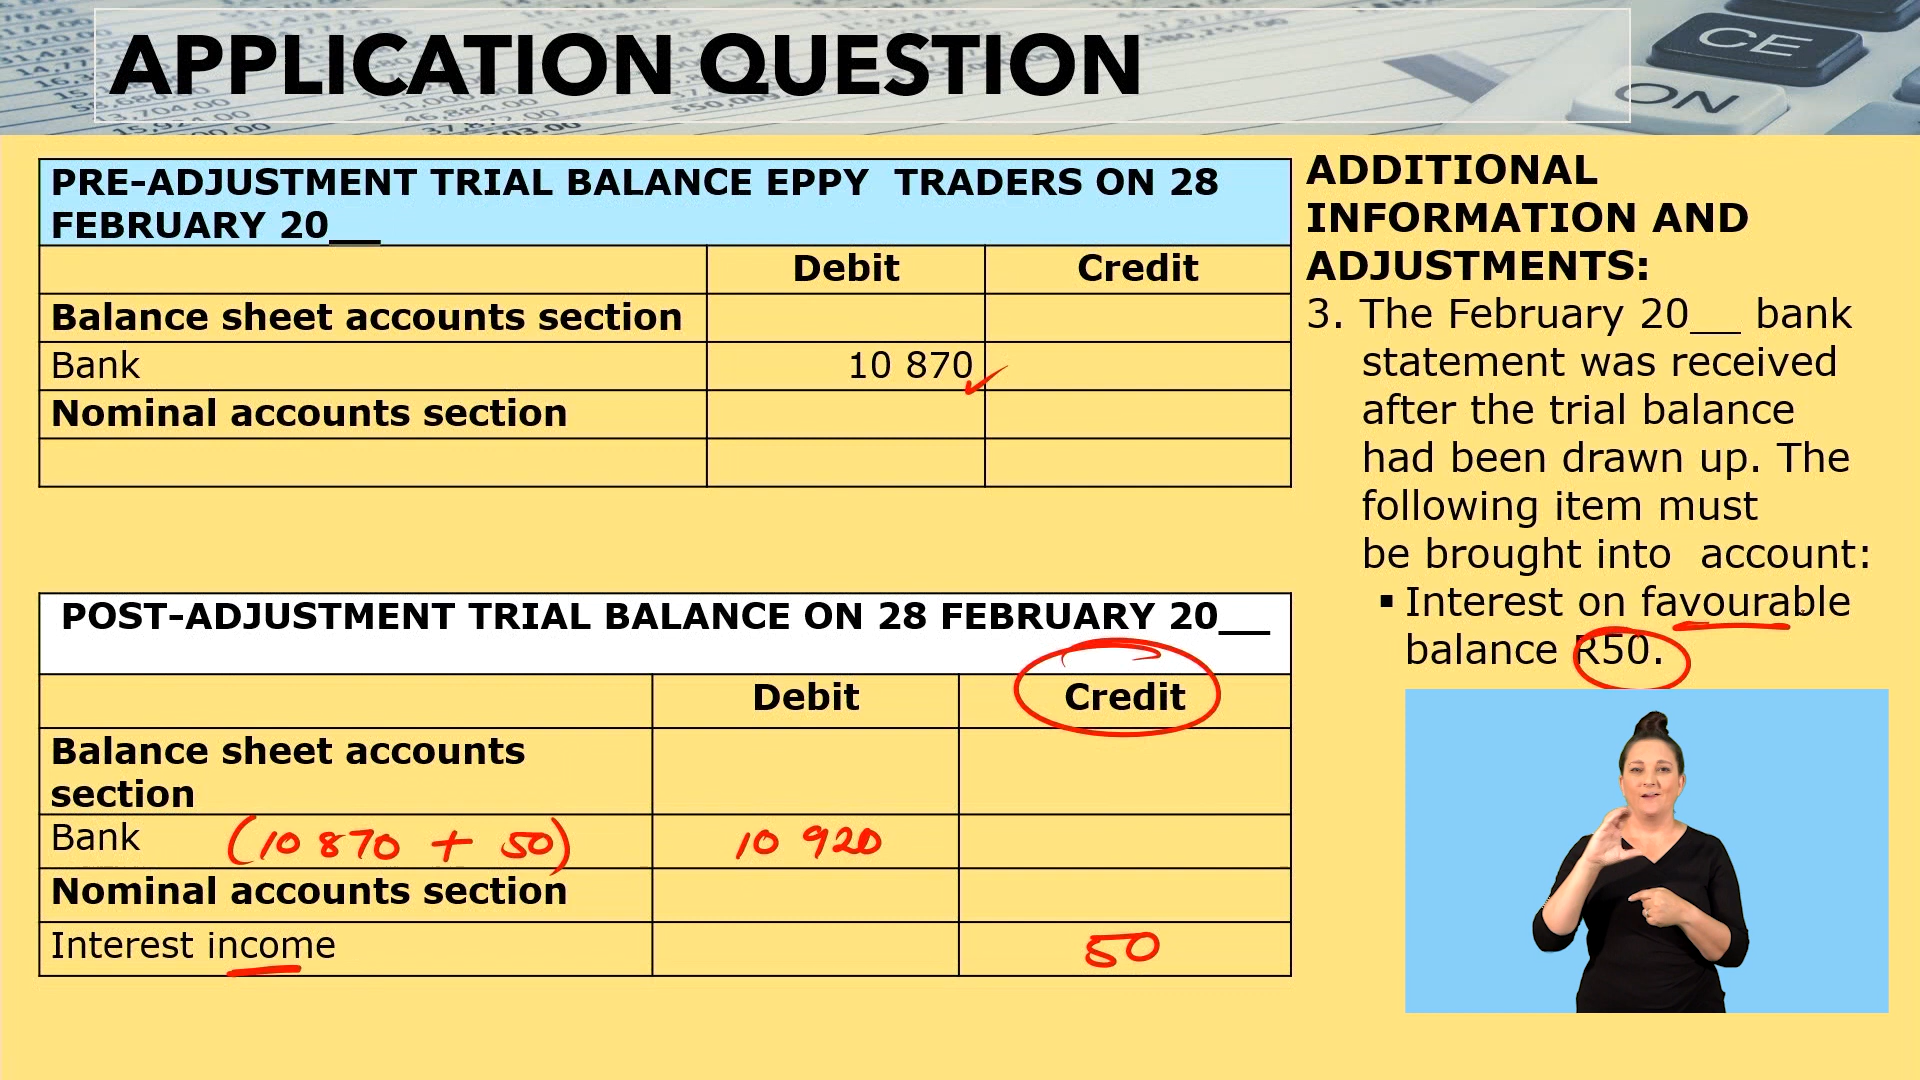 APPLICATION QUESTION
PRE-ADJUSTMENT TRIAL BALANCE EPPY TRADERS ON 28
FEBRUARY 20__
Debit Credit
Balance sheet accounts section
Bank 10 870
Nominal accounts section
POST-ADJUSTMENT TRIAL BALANCE ON 28 FEBRUARY 20__
Debit Credit
Balance sheet accounts
section
Bank (10 870 + 50) 10 920
Nominal accounts section
Interest income 50
ADDITIONAL
INFORMATION AND
ADJUSTMENTS:
3. The February 20__ bank
statement was received
after the trial balance
had been drawn up. The
following item must
be brought into account:
▪ Interest on favourable
balance R50.
CE
ON